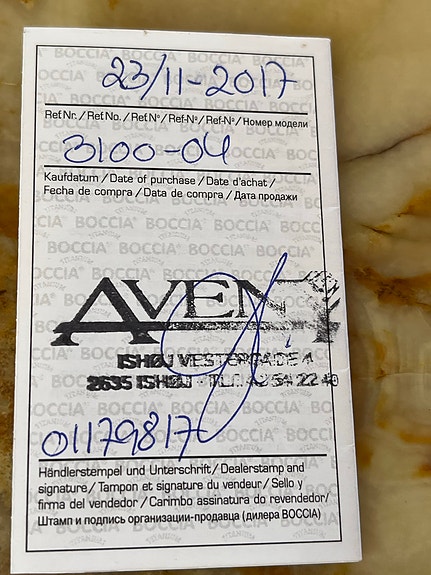 23/11-2017
Ref Nr. / Ref No. / Ref N° / Ref-Nº / Ref-Nº / Номер модели
3100-04
Kaufdatum / Date of purchase / Date d'achat /
Fecha de compra / Data de compra / Дата продажи
ISHØJ VESTERGADE 4
2635 ISHØJ
01179817
Händlerstempel und Unterschrift / Dealerstamp and
signature / Tampon et signature du vendeur / Sello y
firma del vendedor / Carimbo assinatura do revendedor/
Штамп и подпись организации-продавца (дилера BOCCIA)